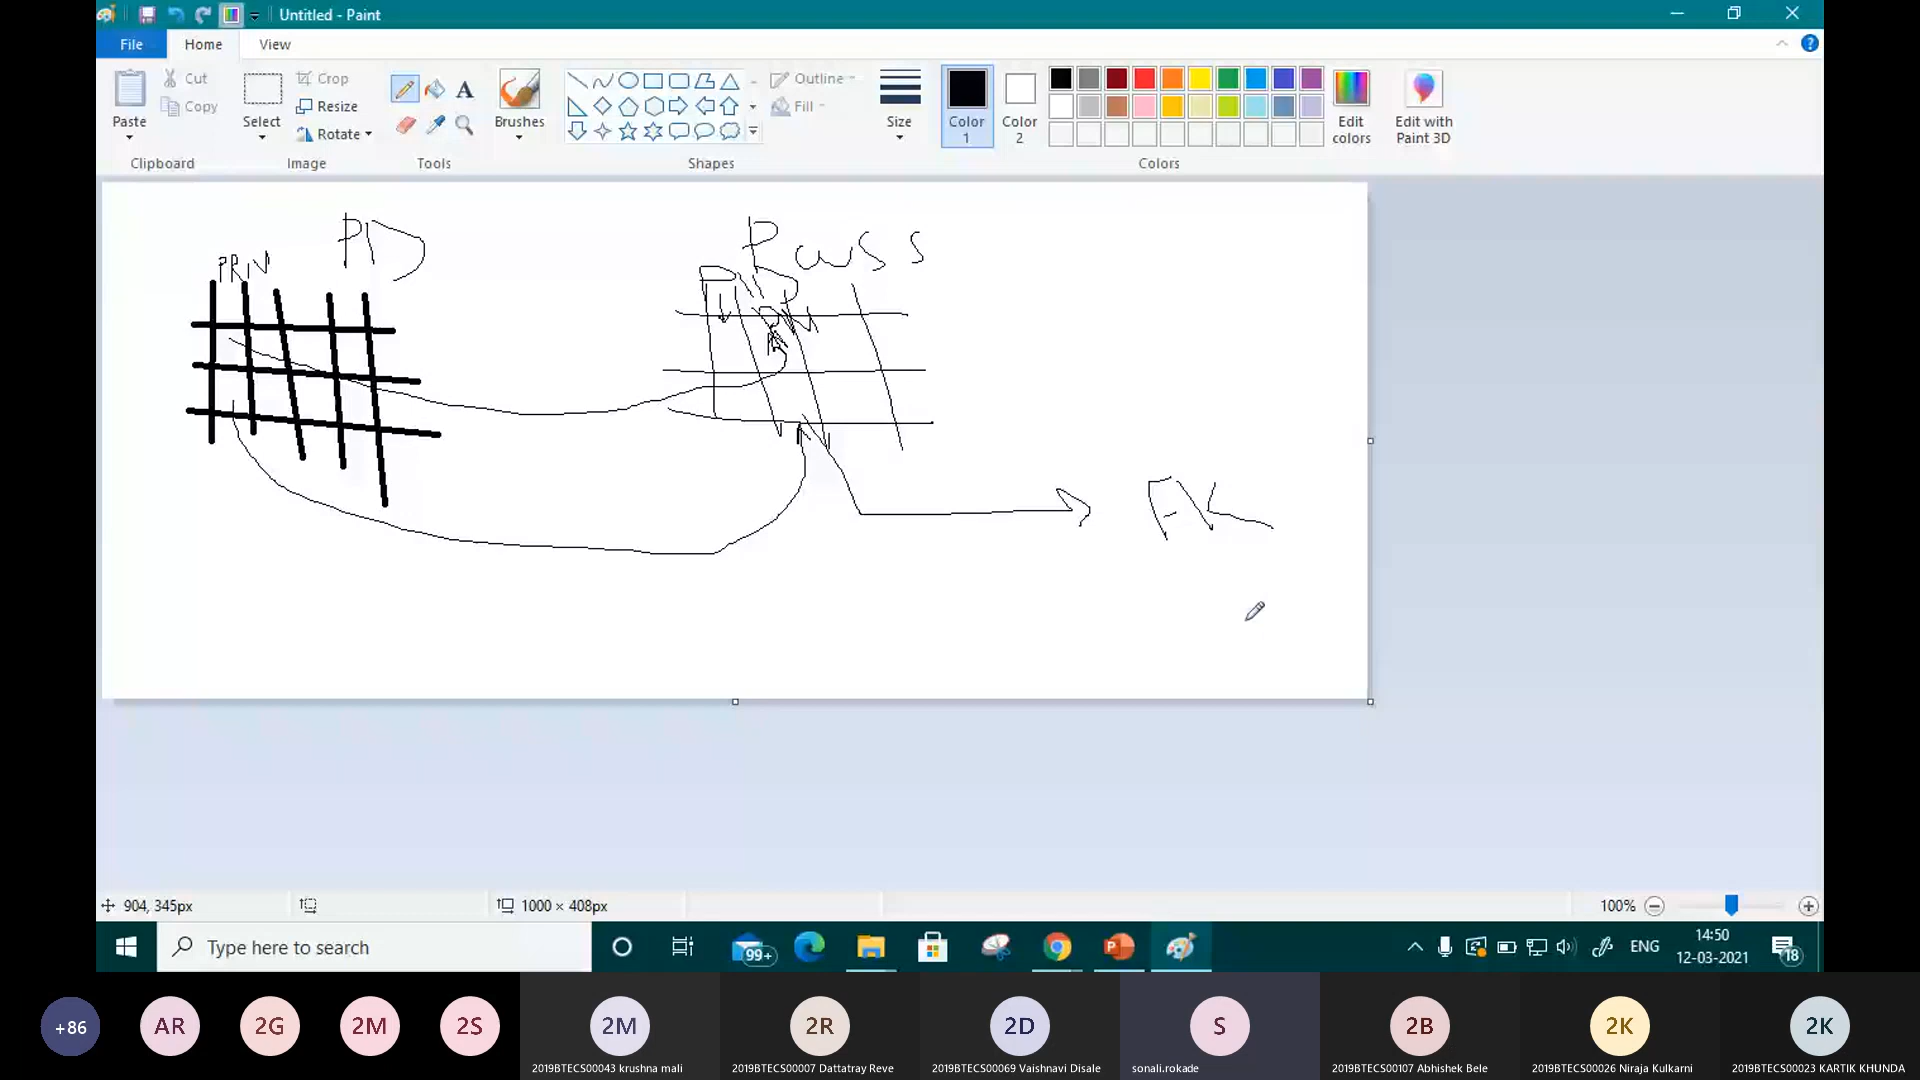 Untitled - Paint
File Home View
Paste
Cut
Copy
Clipboard
Select
Crop
Resize
Rotate
Image
Tools
Brushes
Shapes
Outline
Fill
Size
Color 1
Color 2
Colors
Edit colors
Edit with Paint 3D
PD
PRN
FK
904, 345px
1000 × 408px
100%
Type here to search
99+
ENG
14:50
12-03-2021
18
+86
AR
2G
2M
2S
2M
2R
2D
S
2B
2K
2K
2019BTECS00043 krushna mali
2019BTECS00007 Dattatray Reve
2019BTECS00069 Vaishnavi Disale
sonali.rokade
2019BTECS00107 Abhishek Bele
2019BTECS00026 Niraja Kulkarni
2019BTECS00023 KARTIK KHUNDA